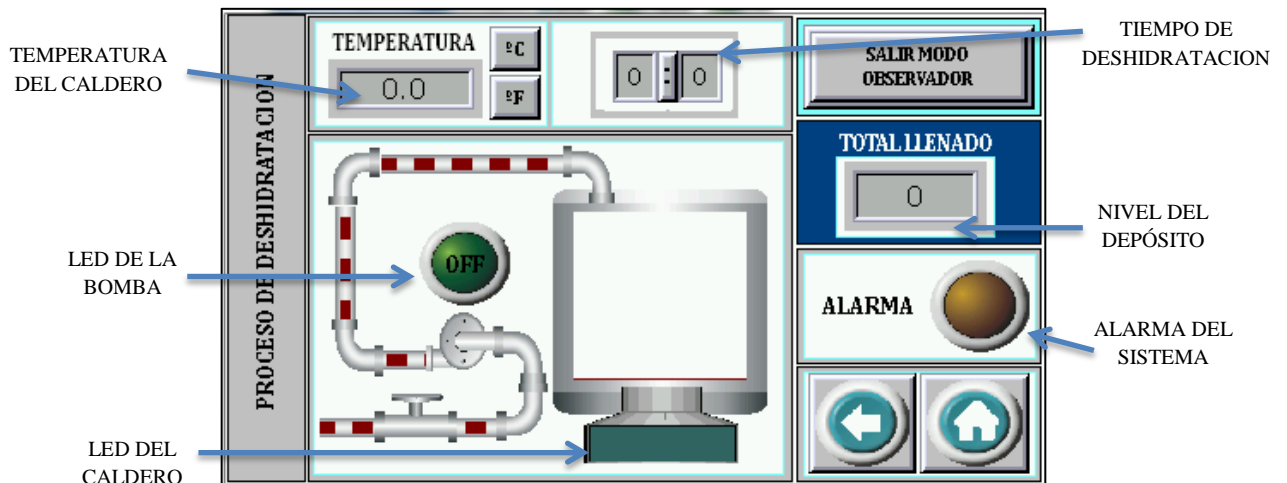 TEMPERATURA
DEL CALDERO
TEMPERATURA
ºC
ºF
0.0
0 : 0
TIEMPO DE
DESHIDRATACION
SALIR MODO
OBSERVADOR
PROCESO DE DESHIDRATACION
TOTAL LLENADO
0
NIVEL DEL
DEPÓSITO
LED DE LA
BOMBA
OFF
ALARMA
ALARMA DEL
SISTEMA
LED DEL
CALDERO